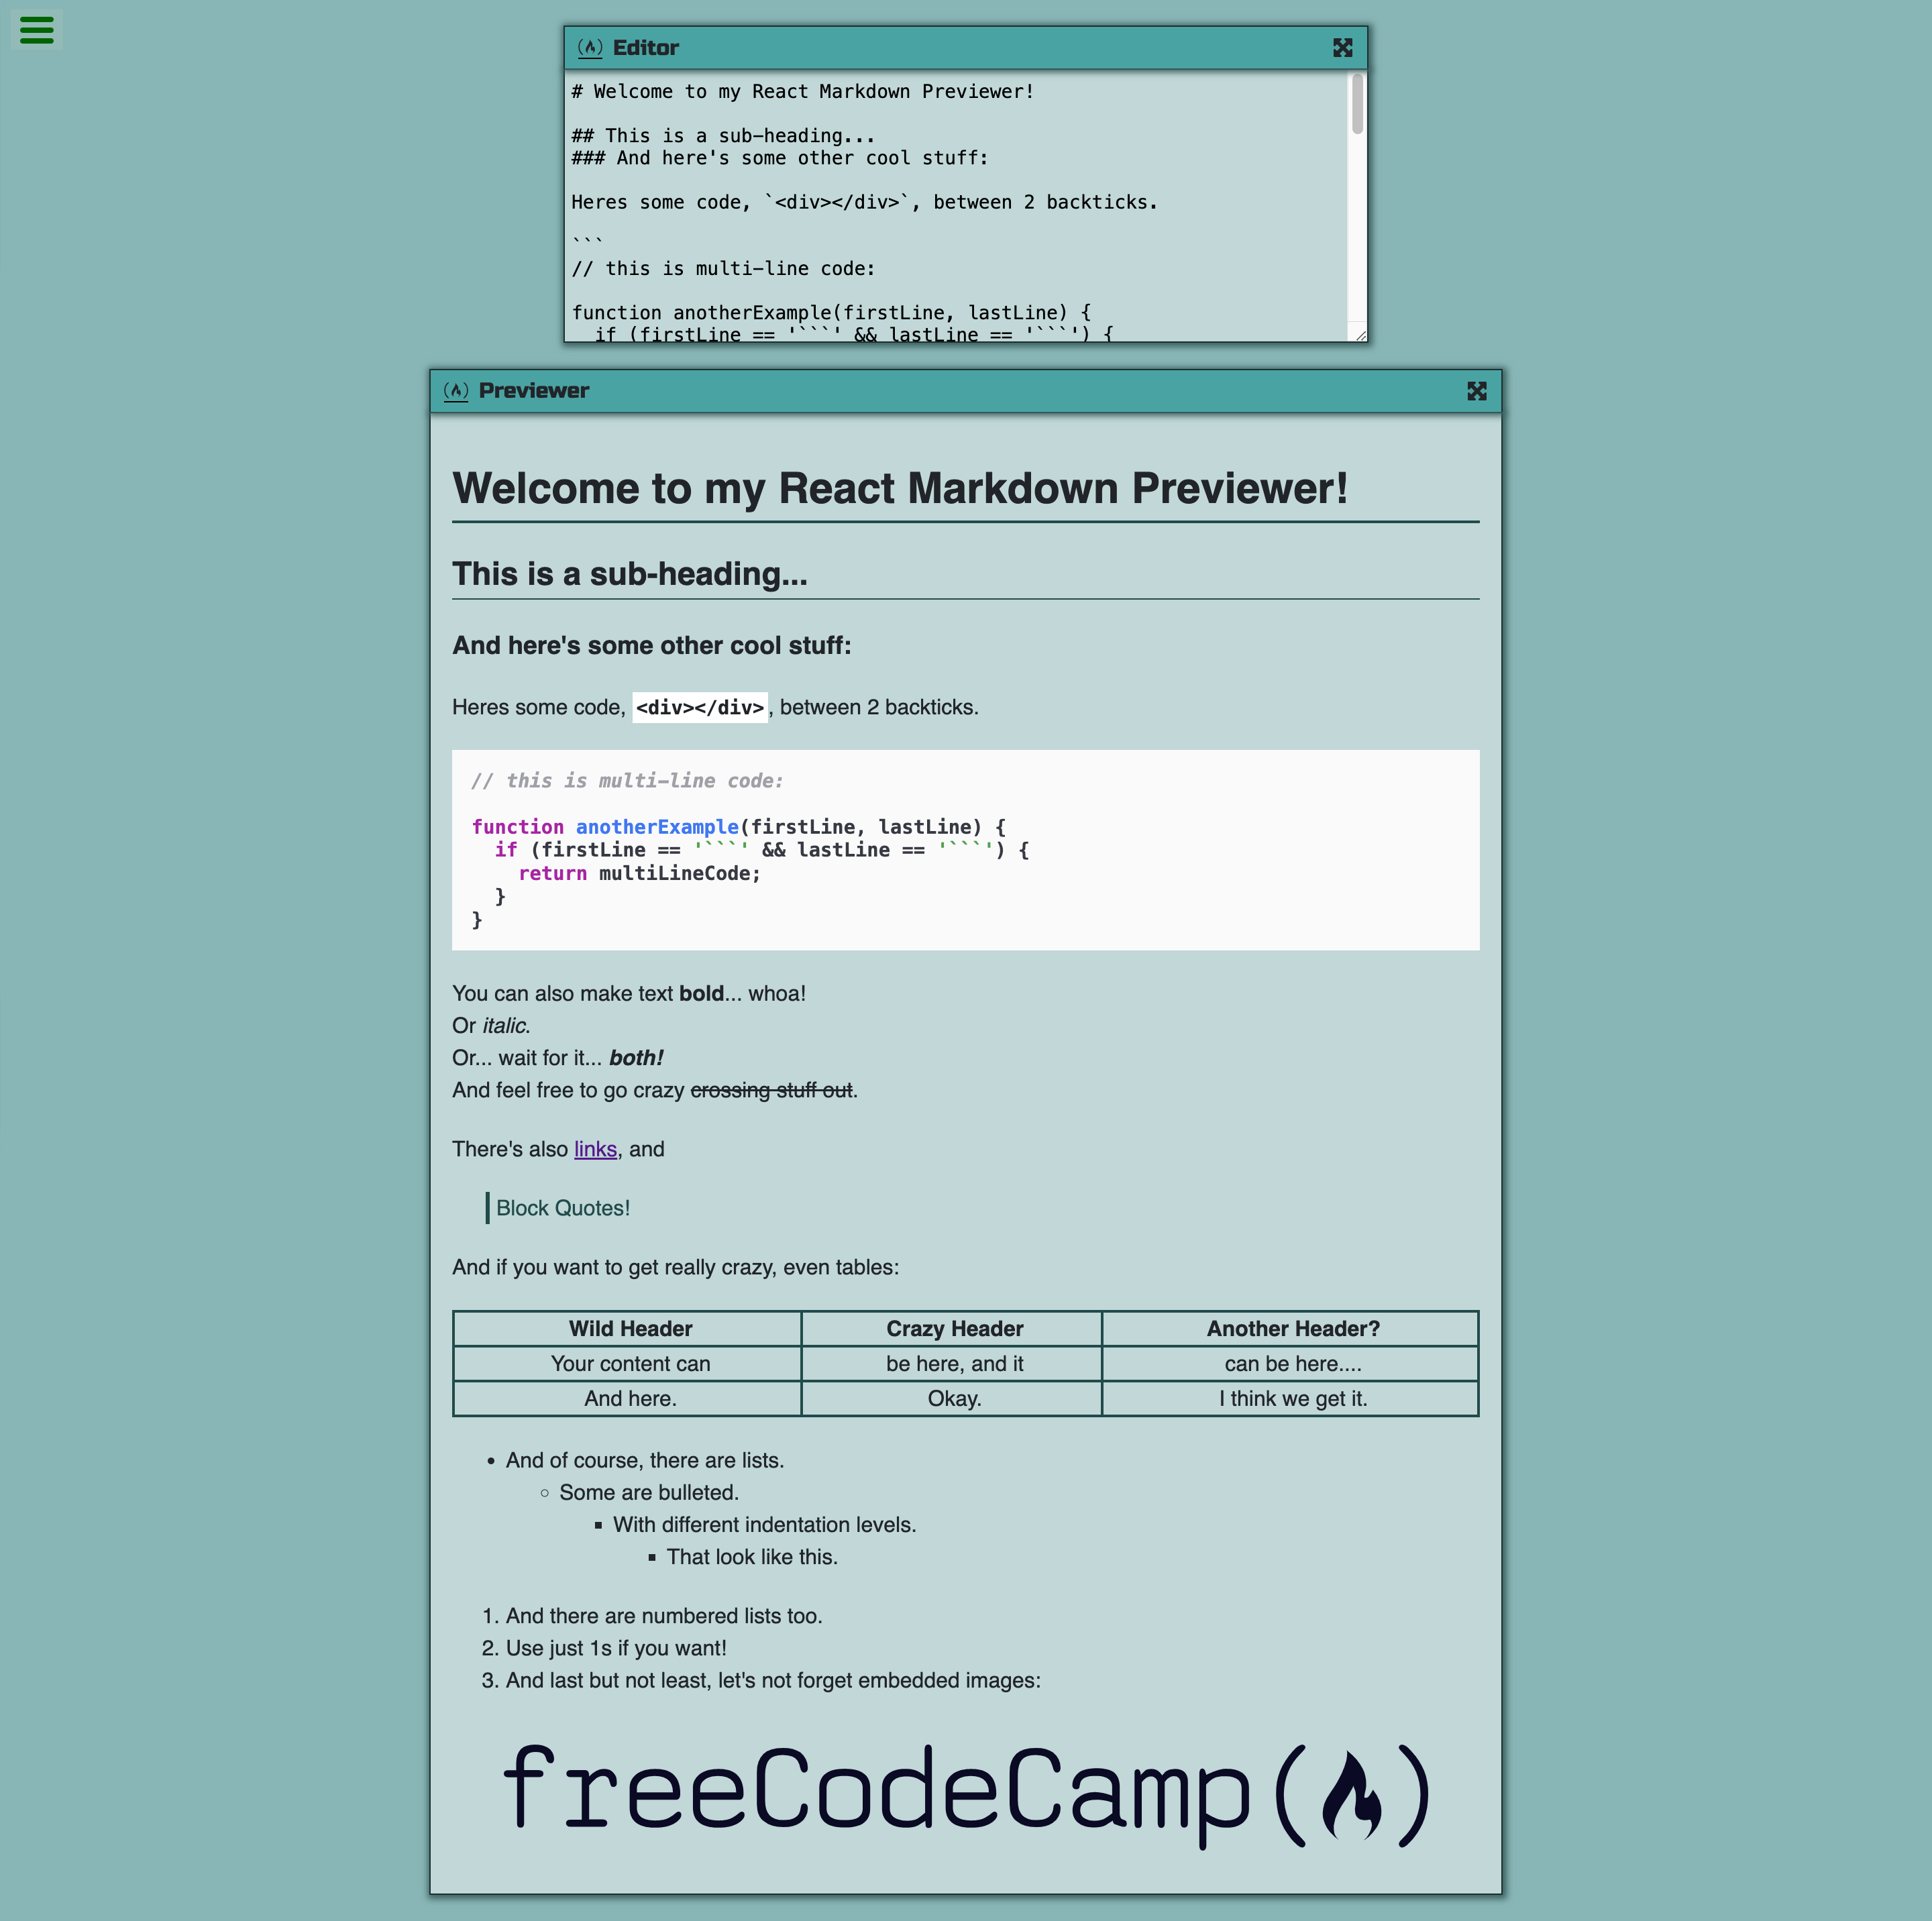 Editor
# Welcome to my React Markdown Previewer!
## This is a sub-heading...
### And here's some other cool stuff:
Heres some code, `<div></div>`, between 2 backticks.
```
// this is multi-line code:
function anotherExample(firstLine, lastLine) {
  if (firstLine == '```' && lastLine == '```') {
Previewer
Welcome to my React Markdown Previewer!
This is a sub-heading...
And here's some other cool stuff:
Heres some code, <div></div>, between 2 backticks.
// this is multi-line code:
function anotherExample(firstLine, lastLine) {
  if (firstLine == '```' && lastLine == '```') {
    return multiLineCode;
  }
}
You can also make text bold... whoa!
Or italic.
Or... wait for it... both!
And feel free to go crazy crossing stuff out.
There's also links, and
Block Quotes!
And if you want to get really crazy, even tables:
Wild Header Crazy Header Another Header?
Your content can be here, and it can be here....
And here. Okay. I think we get it.
And of course, there are lists.
Some are bulleted.
With different indentation levels.
That look like this.
1. And there are numbered lists too.
2. Use just 1s if you want!
3. And last but not least, let's not forget embedded images:
freeCodeCamp( )